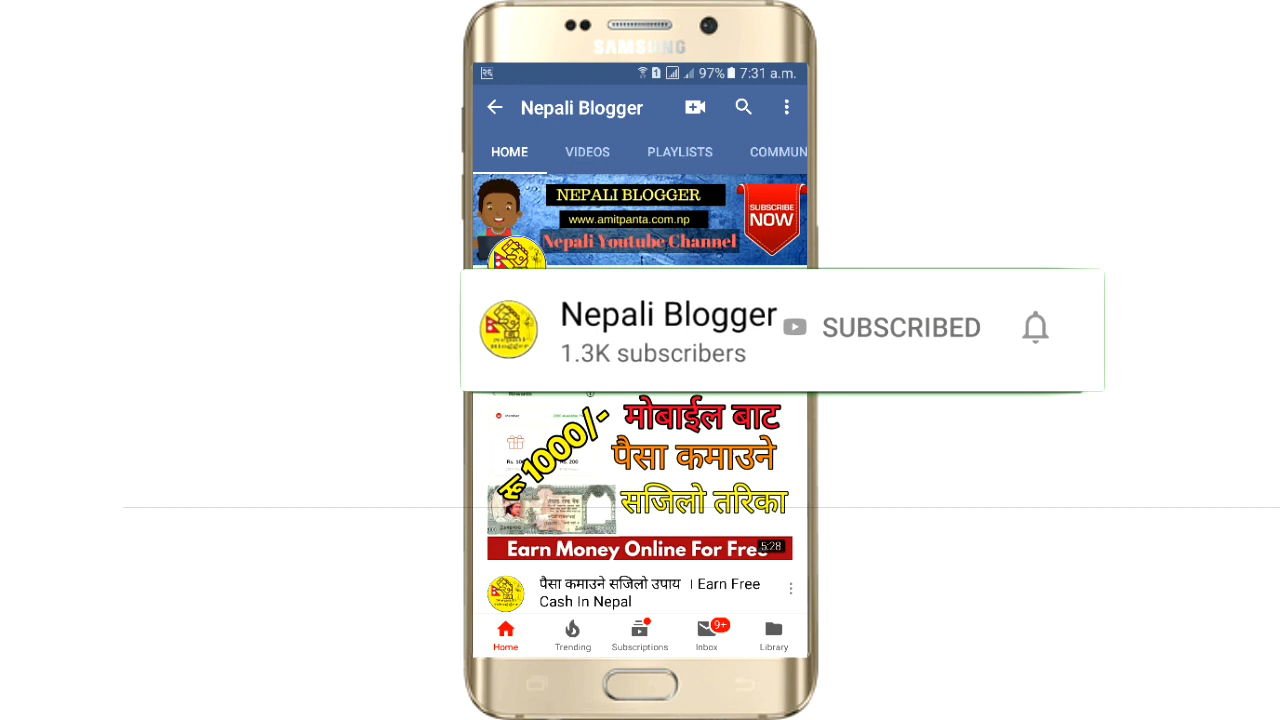 SAMSUNG
२६ 97% 7:31 a.m.
Nepali Blogger
HOME VIDEOS PLAYLISTS COMMUN
NEPALI BLOGGER
www.amitpanta.com.np
Nepali Youtube Channel
SUBSCRIBE
NOW
Nepali Blogger
1.3K subscribers
SUBSCRIBED
Rewards
रू 1000/-
मोबाईल बाट
पैसा कमाउने
सजिलो तरिका
Earn Money Online For Free
5:28
पैसा कमाउने सजिलो उपाय । Earn Free
Cash In Nepal
Home Trending Subscriptions Inbox Library
9+